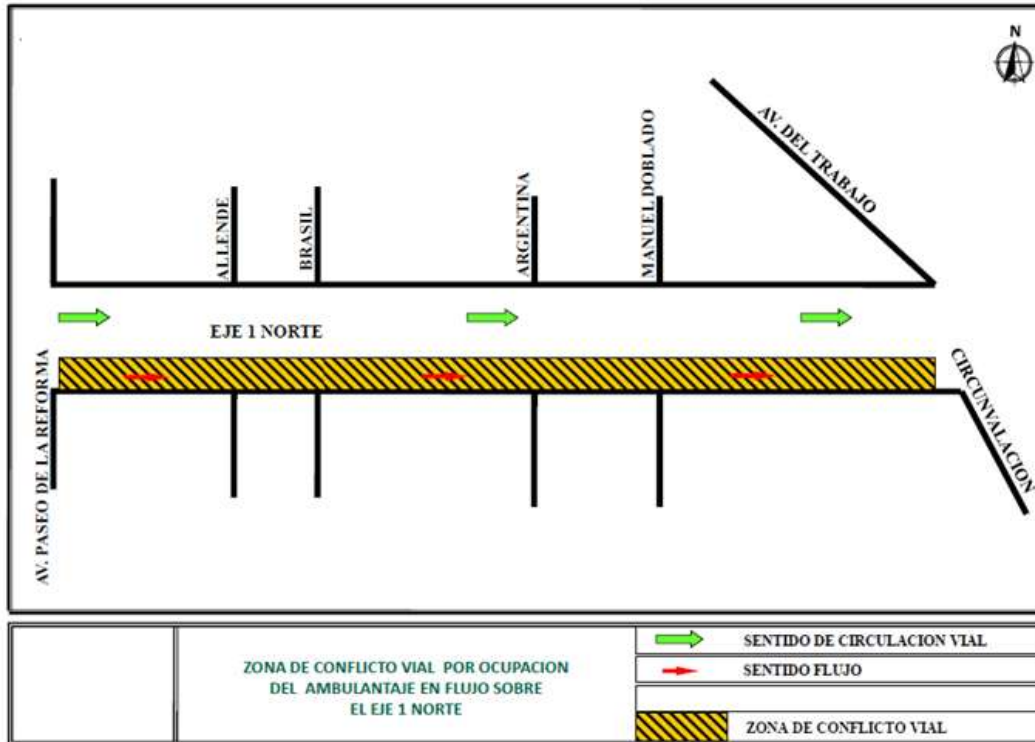 N
AV. DEL TRABAJO
ALLENDE
BRASIL
ARGENTINA
MANUEL DOBLADO
EJE 1 NORTE
AV. PASEO DE LA REFORMA
CIRCUNVALACION
ZONA DE CONFLICTO VIAL POR OCUPACION
DEL AMBULANTAJE EN FLUJO SOBRE
EL EJE 1 NORTE
SENTIDO DE CIRCULACION VIAL
SENTIDO FLUJO
ZONA DE CONFLICTO VIAL